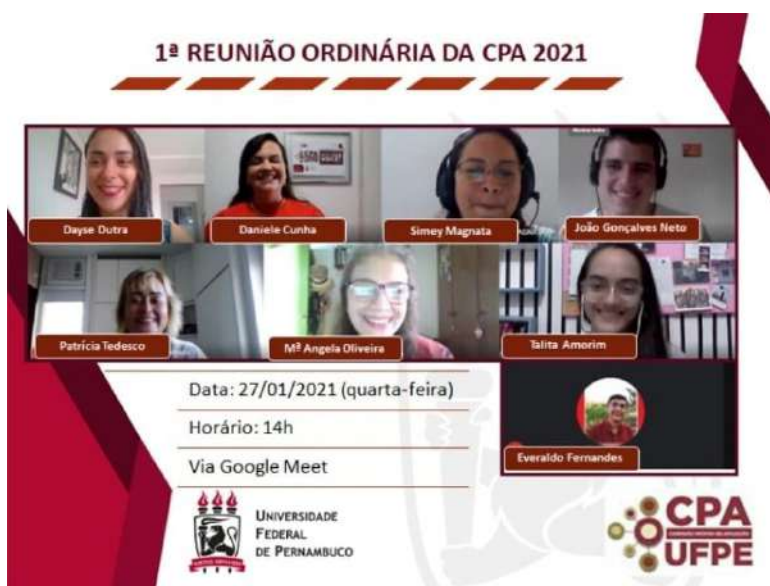 1ª REUNIÃO ORDINÁRIA DA CPA 2021
Dayse Dutra
Daniele Cunha
Simey Magnata
João Gonçalves Neto
Patrícia Tedesco
Mª Angela Oliveira
Talita Amorim
Everaldo Fernandes
Data: 27/01/2021 (quarta-feira)
Horário: 14h
Via Google Meet
UNIVERSIDADE
FEDERAL
DE PERNAMBUCO
CPA
UFPE